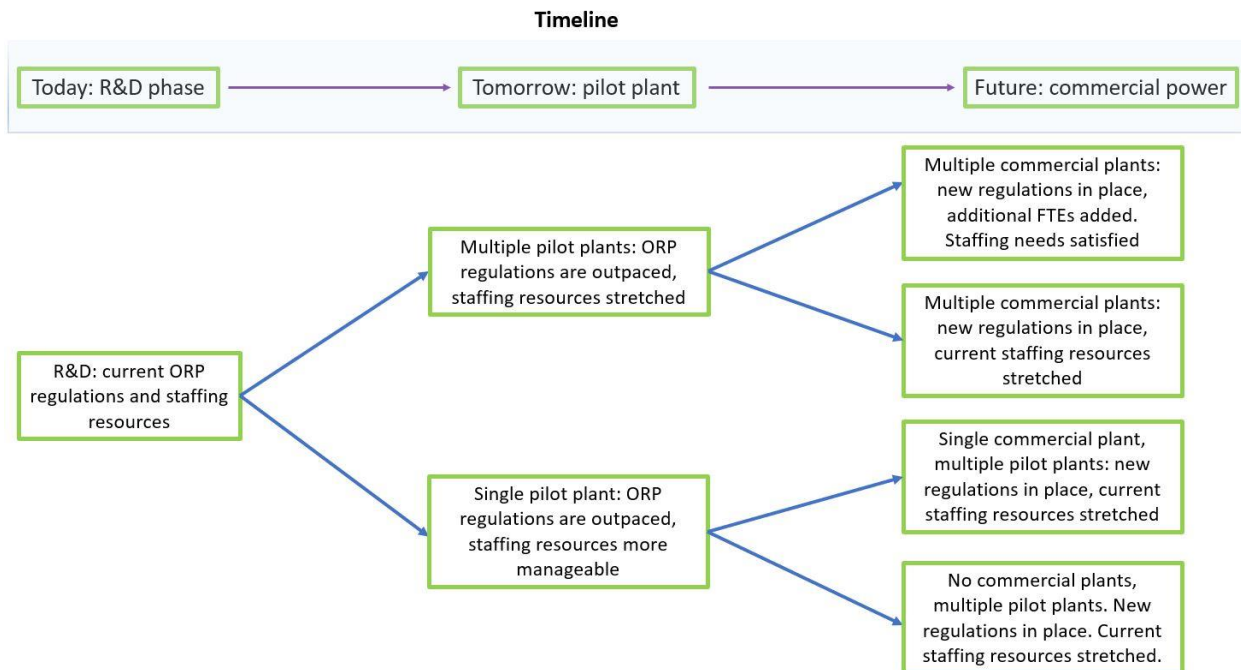 Timeline
Today: R&D phase
Tomorrow: pilot plant
Future: commercial power
R&D: current ORP
regulations and staffing
resources
Multiple pilot plants: ORP
regulations are outpaced,
staffing resources stretched
Single pilot plant: ORP
regulations are outpaced,
staffing resources more
manageable
Multiple commercial plants:
new regulations in place,
additional FTEs added.
Staffing needs satisfied
Multiple commercial plants:
new regulations in place,
current staffing resources
stretched
Single commercial plant,
multiple pilot plants: new
regulations in place, current
staffing resources stretched
No commercial plants,
multiple pilot plants. New
regulations in place. Current
staffing resources stretched.